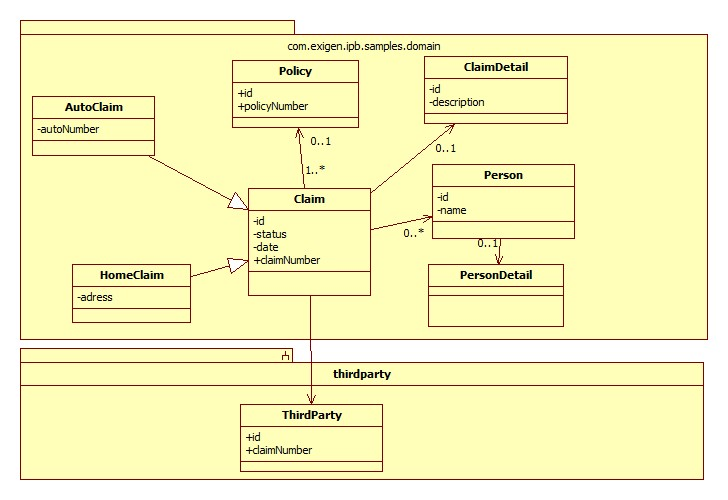 com.exigen.ipb.samples.domain
Policy
+id
+policyNumber
ClaimDetail
-id
-description
AutoClaim
-autoNumber
0..1
0..1
1..*
Claim
-id
-status
-date
+claimNumber
Person
-id
-name
0..*
0..1
HomeClaim
-adress
PersonDetail
thirdparty
ThirdParty
+id
+claimNumber